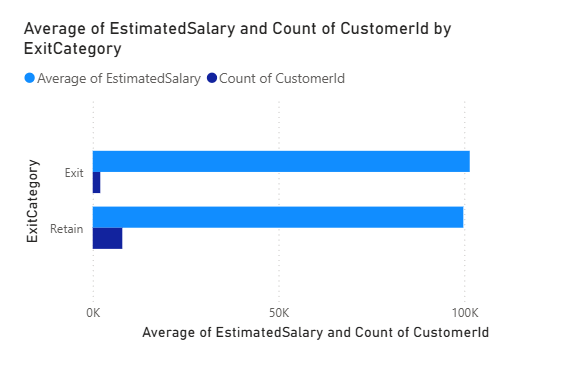 Average of EstimatedSalary and Count of CustomerId by
ExitCategory
Average of EstimatedSalary Count of CustomerId
ExitCategory
Exit
Retain
0K 50K 100K
Average of EstimatedSalary and Count of CustomerId